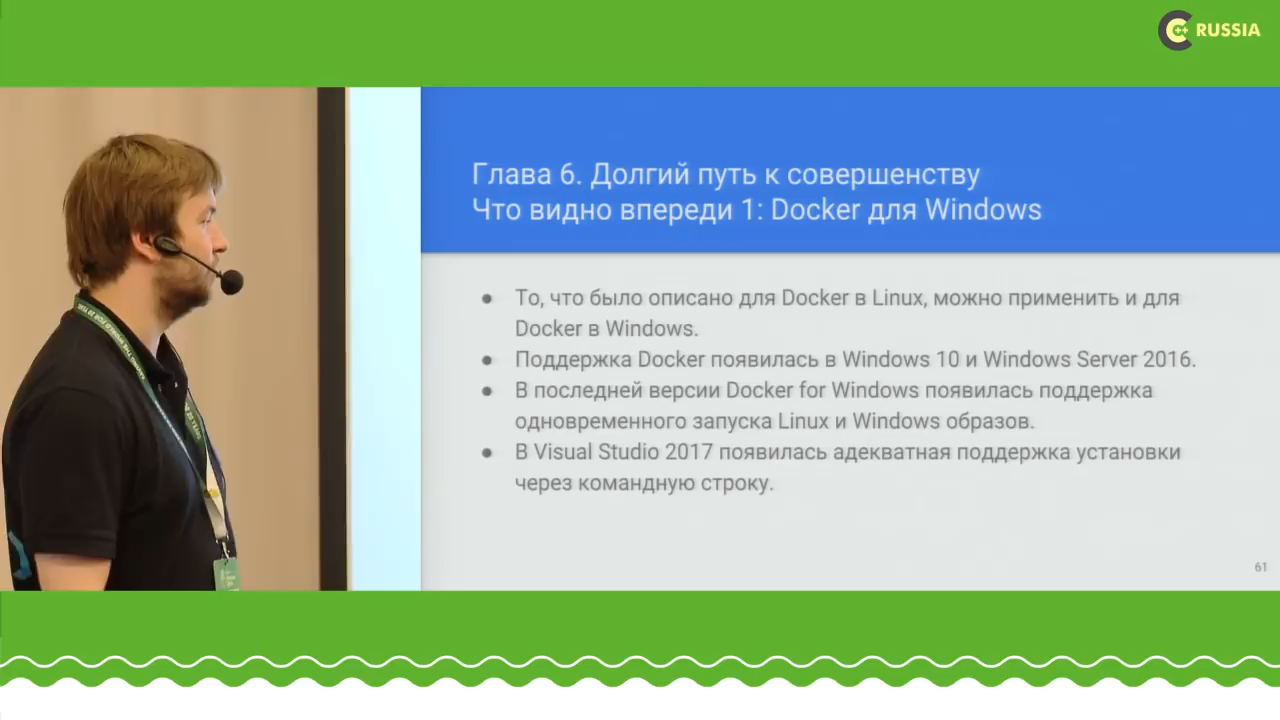 C++ RUSSIA
Глава 6. Долгий путь к совершенству
Что видно впереди 1: Docker для Windows
● То, что было описано для Docker в Linux, можно применить и для
Docker в Windows.
● Поддержка Docker появилась в Windows 10 и Windows Server 2016.
● В последней версии Docker for Windows появилась поддержка
одновременного запуска Linux и Windows образов.
● В Visual Studio 2017 появилась адекватная поддержка установки
через командную строку.
61